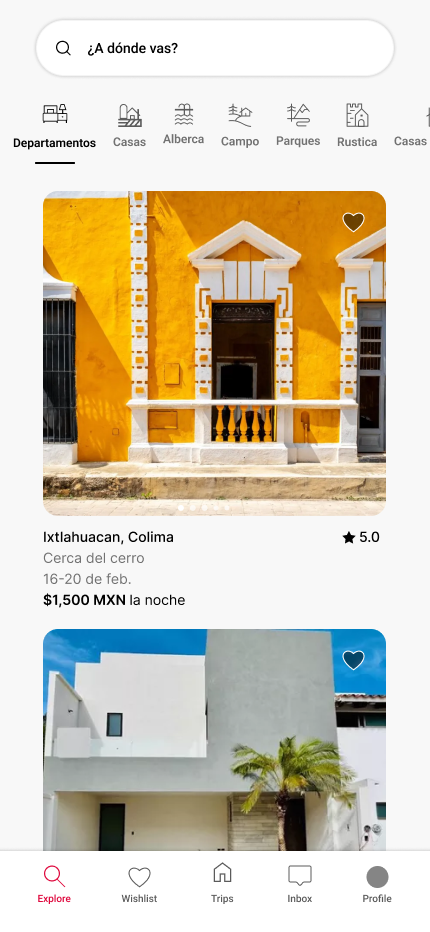 ¿A dónde vas?
Departamentos Casas Alberca Campo Parques Rustica Casas
Ixtlahuacan, Colima 5.0
Cerca del cerro
16-20 de feb.
$1,500 MXN la noche
Explore Wishlist Trips Inbox Profile